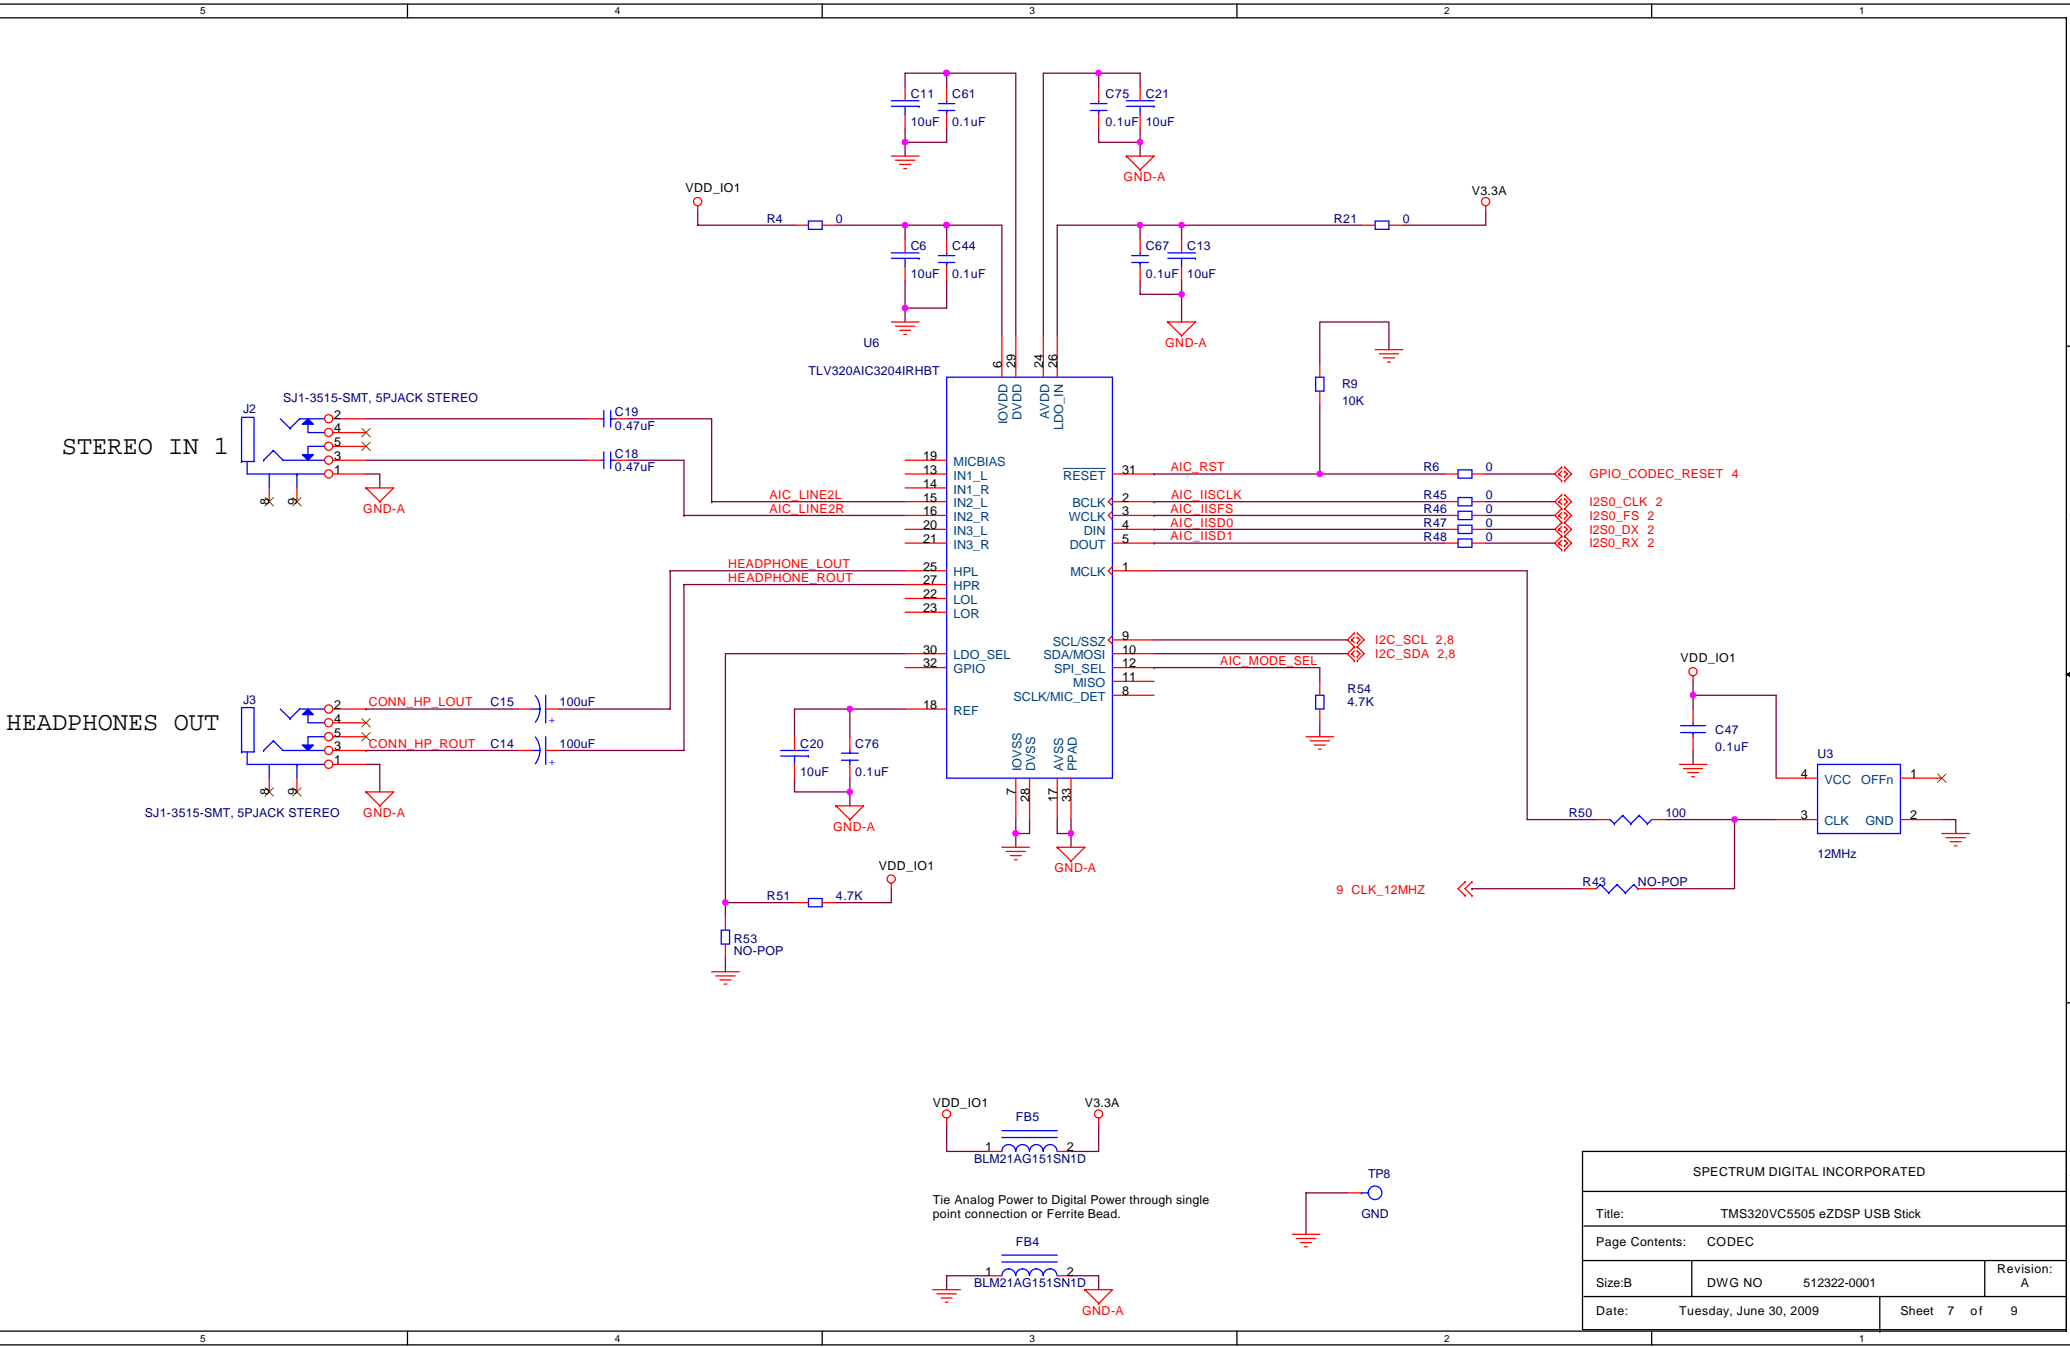 5 4 3 2 1
C11 C61
10uF 0.1uF
C75 C21
0.1uF 10uF
GND-A
VDD_IO1
R4 0
C6 C44
10uF 0.1uF
V3.3A
R21 0
C67 C13
0.1uF 10uF
GND-A
U6
TLV320AIC3204IRHBT
6 29 24 26
IOVDD DVDD AVDD LDO_IN
R9
10K
SJ1-3515-SMT, 5PJACK STEREO
J2
STEREO IN 1
2
4
5
3
1
8 9
GND-A
C19
0.47uF
C18
0.47uF
AIC_LINE2L
AIC_LINE2R
19 MICBIAS
13 IN1_L
14 IN1_R
15 IN2_L
16 IN2_R
20 IN3_L
21 IN3_R
HEADPHONE_LOUT
HEADPHONE_ROUT
25 HPL
27 HPR
22 LOL
23 LOR
30 LDO_SEL
32 GPIO
18 REF
RESET 31 AIC_RST R6 0 GPIO_CODEC_RESET 4
BCLK 2 AIC_IISCLK R45 0 I2S0_CLK 2
WCLK 3 AIC_IISFS R46 0 I2S0_FS 2
DIN 4 AIC_IISD0 R47 0 I2S0_DX 2
DOUT 5 AIC_IISD1 R48 0 I2S0_RX 2
MCLK 1
SCL/SSZ 9 I2C_SCL 2,8
SDA/MOSI 10 I2C_SDA 2,8
SPI_SEL 12 AIC_MODE_SEL
MISO 11
SCLK/MIC_DET 8
R54
4.7K
IOVSS DVSS AVSS PPAD
7 28 17 33
GND-A
HEADPHONES OUT
J3
2
4
5
3
1
8 9
CONN_HP_LOUT C15 + 100uF
CONN_HP_ROUT C14 + 100uF
SJ1-3515-SMT, 5PJACK STEREO
GND-A
C20 C76
10uF 0.1uF
GND-A
VDD_IO1
R51 4.7K
R53
NO-POP
VDD_IO1
C47
0.1uF
U3
4 VCC OFFn 1
3 CLK GND 2
12MHz
R50 100
9 CLK_12MHZ
R43 NO-POP
VDD_IO1 V3.3A
FB5
1 2
BLM21AG151SN1D
Tie Analog Power to Digital Power through single
point connection or Ferrite Bead.
FB4
1 2
BLM21AG151SN1D
GND-A
TP8
GND
SPECTRUM DIGITAL INCORPORATED
Title: TMS320VC5505 eZDSP USB Stick
Page Contents: CODEC
Size:B DWG NO 512322-0001 Revision:
A
Date: Tuesday, June 30, 2009 Sheet 7 of 9
5 4 3 2 1